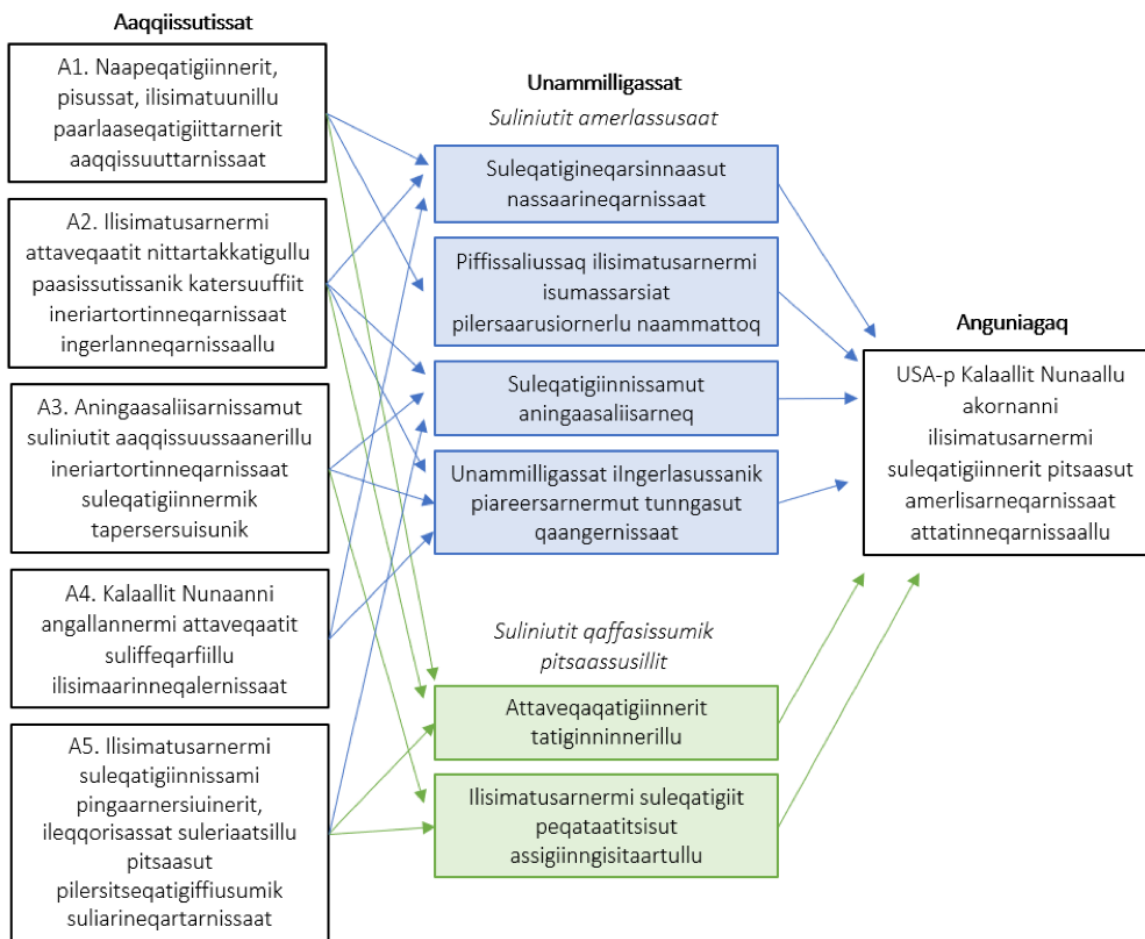 Aaqqiissutissat
A1. Naapeqatigiinnerit,
pisussat, ilisimatuunillu
paarlaaseqatigiittarnerit
aaqqissuuttarnissaat
A2. Ilisimatusarnermi
attaveqaatit nittartakkatigullu
paasissutissanik katersuuffiit
ineriartortinneqarnissaat
ingerlanneqarnissaallu
A3. Aningaasaliisarnissamut
suliniutit aaqqissuussaanerillu
ineriartortinneqarnissaat
suleqatigiinnermik
tapersersuisunik
A4. Kalaallit Nunaanni
angallannermi attaveqaatit
suliffeqarfiillu
ilisimaarinneqalernissaat
A5. Ilisimatusarnermi
suleqatigiinnissami
pingaarnersiuinerit,
ileqqorisassat suleriaatsillu
pitsaasut
pilersitseqatigiffiusumik
suliarineqartarnissaat
Unammilligassat
Suliniutit amerlassusaat
Suleqatigineqarsinnaasut
nassaarineqarnissaat
Piffissaliussaq ilisimatusarnermi
isumassarsiat
pilersaarusiornerlu naammattoq
Suleqatigiinnissamut
aningaasaliisarneq
Unammilligassat iIngerlasussanik
piareersarnermut tunngasut
qaangernissaat
Suliniutit qaffasissumik
pitsaassusillit
Attaveqaqatigiinnerit
tatiginninnerillu
Ilisimatusarnermi suleqatigiit
peqataatitsisut
assigiinngisitaartullu
Anguniagaq
USA-p Kalaallit Nunaallu
akornanni
ilisimatusarnermi
suleqatigiinnerit pitsaasut
amerlisarneqarnissaat
attatinneqarnissaallu